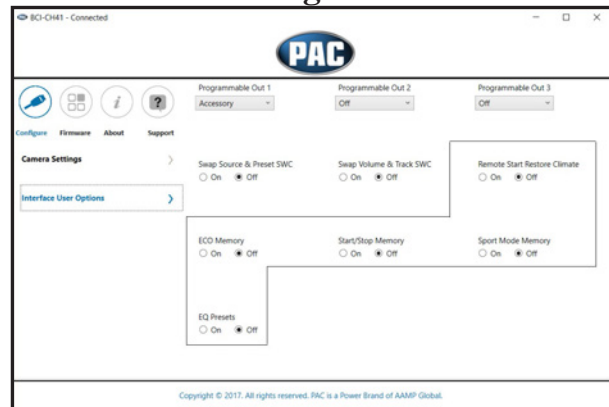 BCI-CH41 - Connected
PAC
Configure Firmware About Support
Camera Settings
Interface User Options
Programmable Out 1 Programmable Out 2 Programmable Out 3
Accessory Off Off
Swap Source & Preset SWC Swap Volume & Track SWC Remote Start Restore Climate
On Off On Off On Off
ECO Memory Start/Stop Memory Sport Mode Memory
On Off On Off On Off
EQ Presets
On Off
Copyright © 2017. All rights reserved. PAC is a Power Brand of AAMP Global.